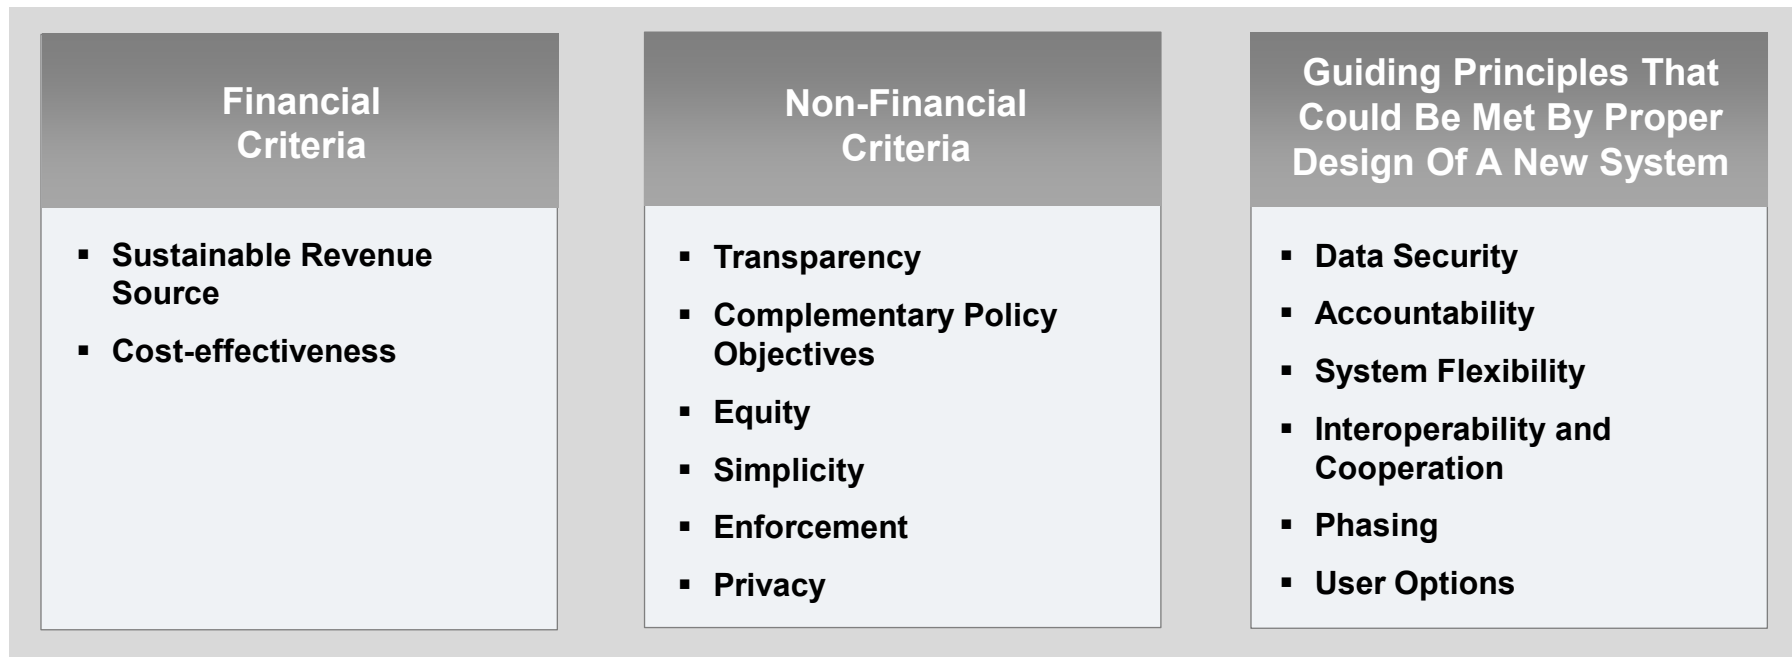 Financial
Criteria
▪ Sustainable Revenue
Source
▪ Cost-effectiveness
Non-Financial
Criteria
▪ Transparency
▪ Complementary Policy
Objectives
▪ Equity
▪ Simplicity
▪ Enforcement
▪ Privacy
Guiding Principles That
Could Be Met By Proper
Design Of A New System
▪ Data Security
▪ Accountability
▪ System Flexibility
▪ Interoperability and
Cooperation
▪ Phasing
▪ User Options